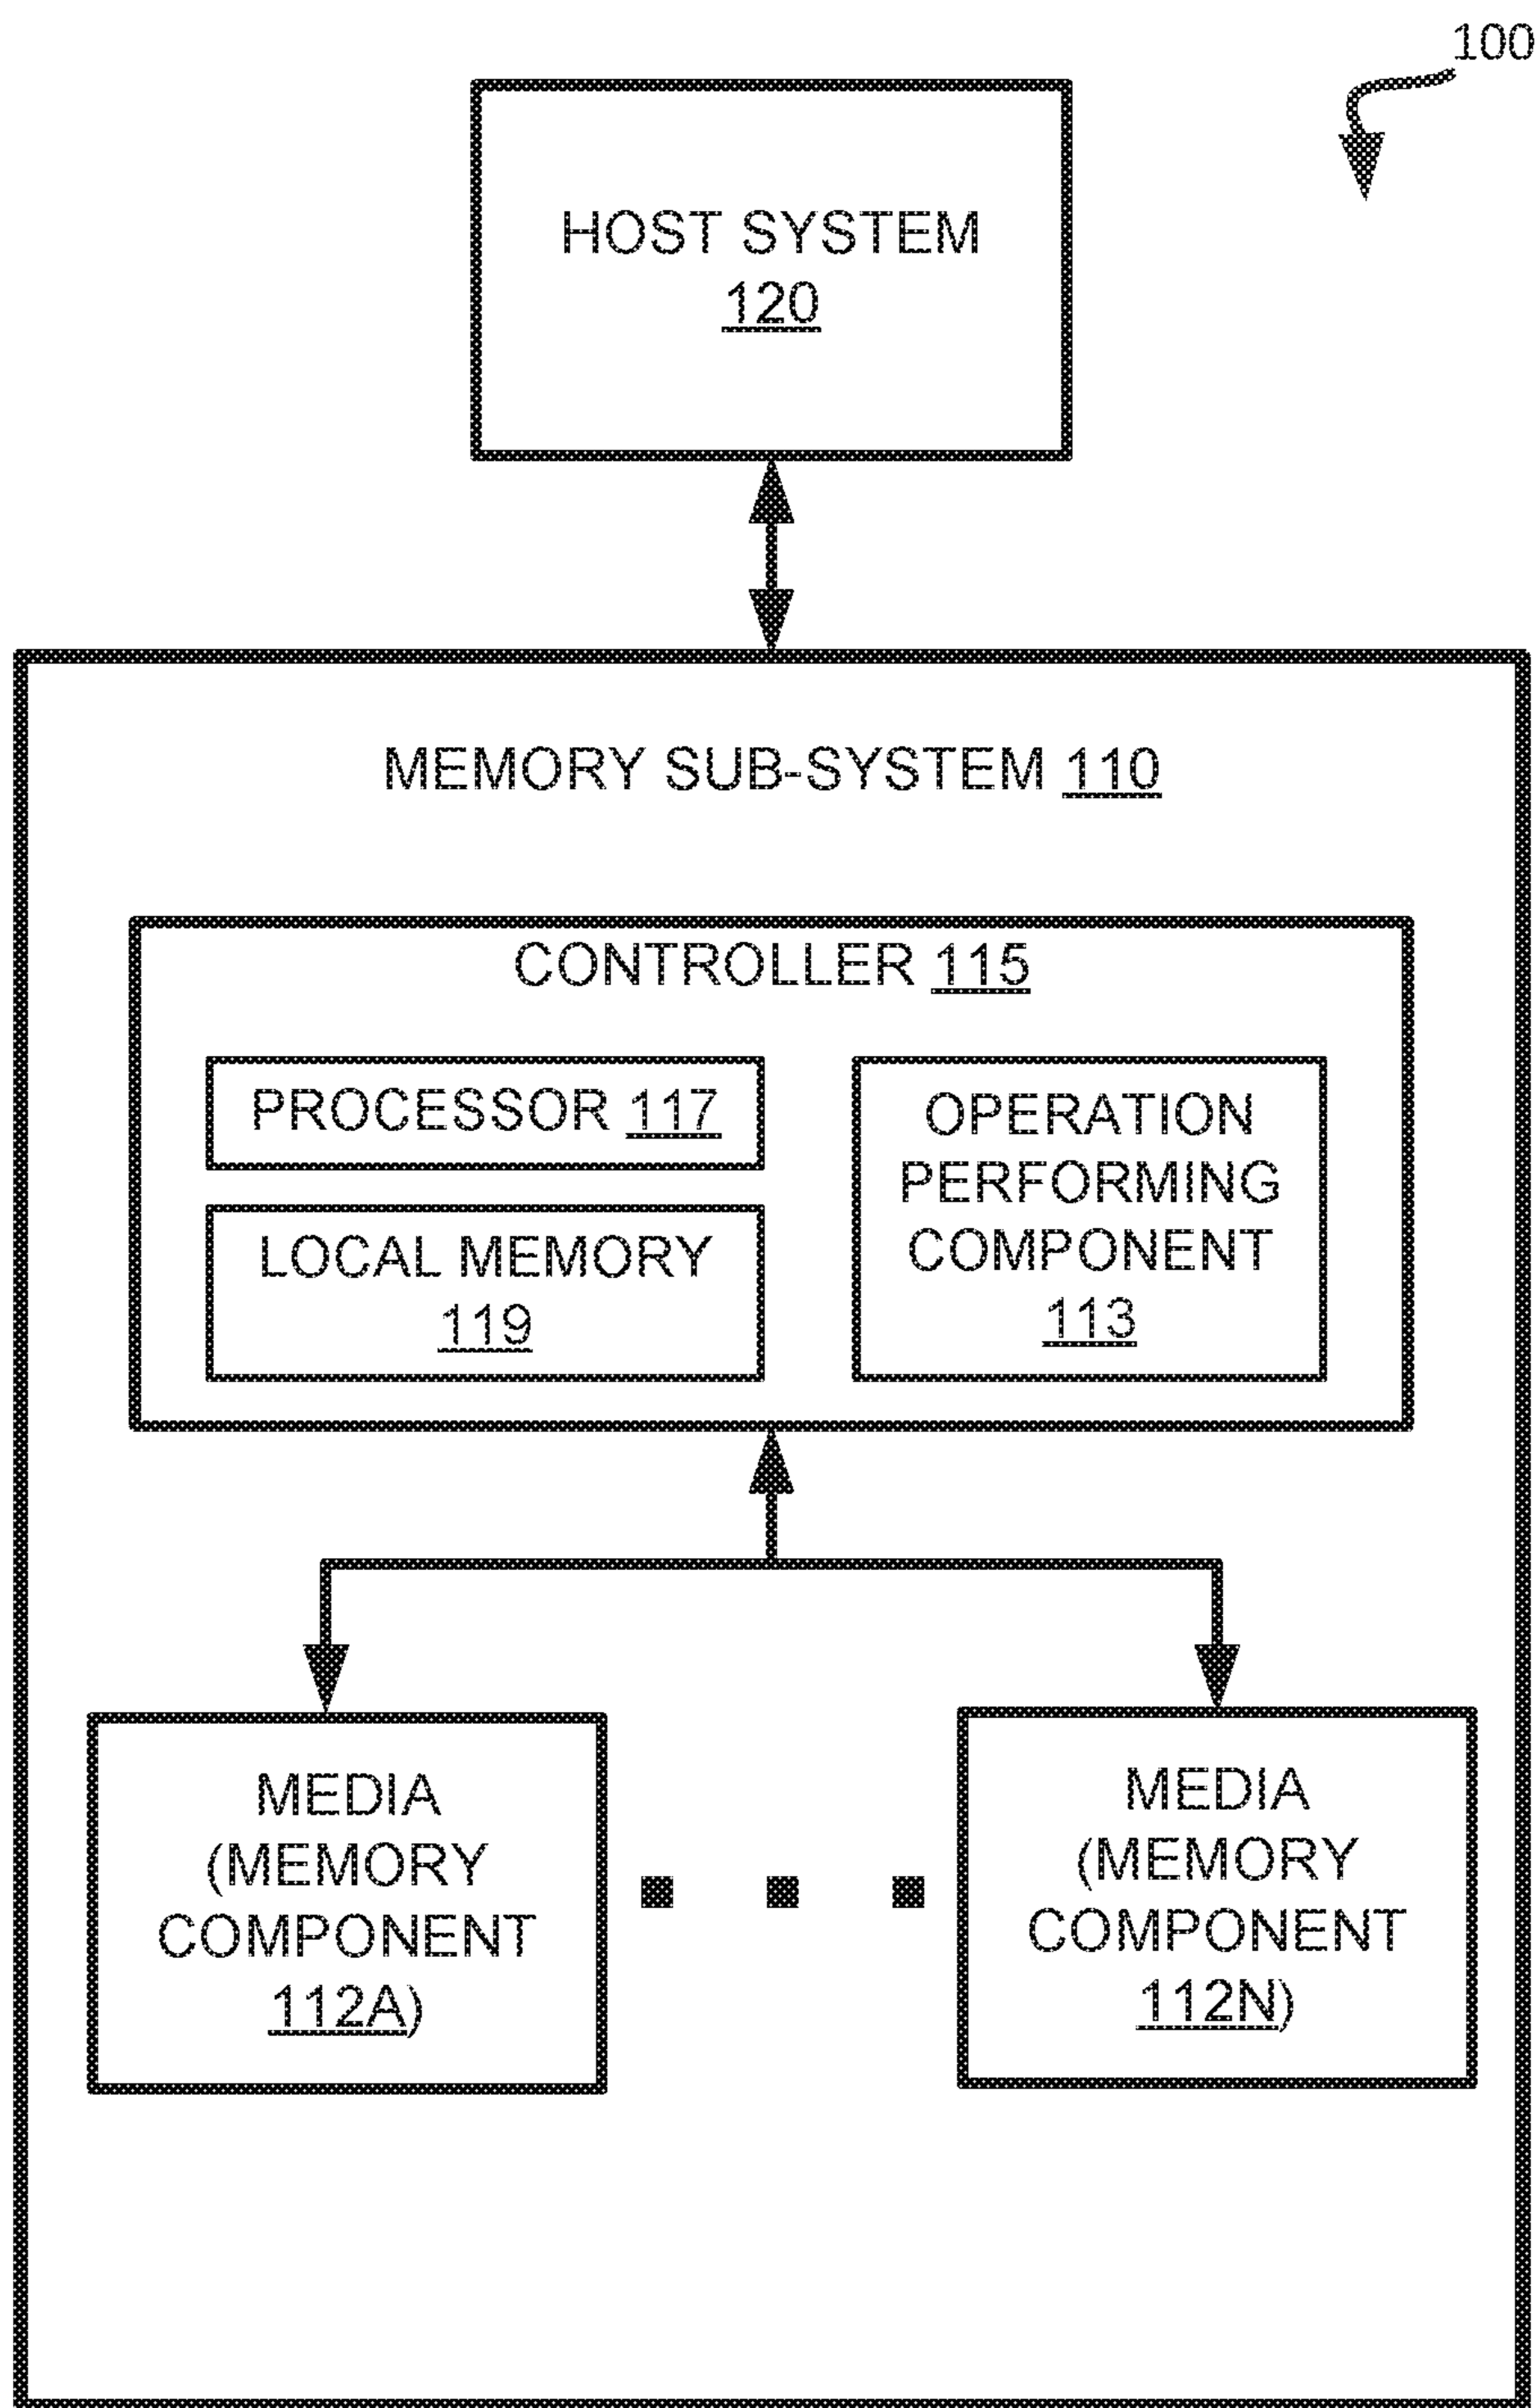 100
HOST SYSTEM
120
MEMORY SUB-SYSTEM 110
CONTROLLER 115
PROCESSOR 117
LOCAL MEMORY
119
OPERATION
PERFORMING
COMPONENT
113
MEDIA
(MEMORY
COMPONENT
112A)
MEDIA
(MEMORY
COMPONENT
112N)